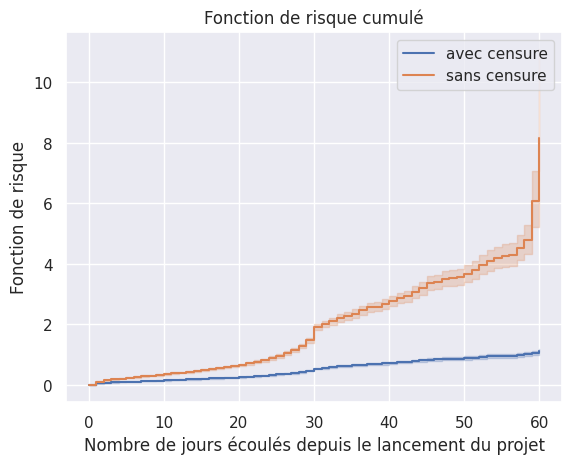 Fonction de risque cumulé
avec censure
sans censure
Fonction de risque
10
8
6
4
2
0
0 10 20 30 40 50 60
Nombre de jours écoulés depuis le lancement du projet